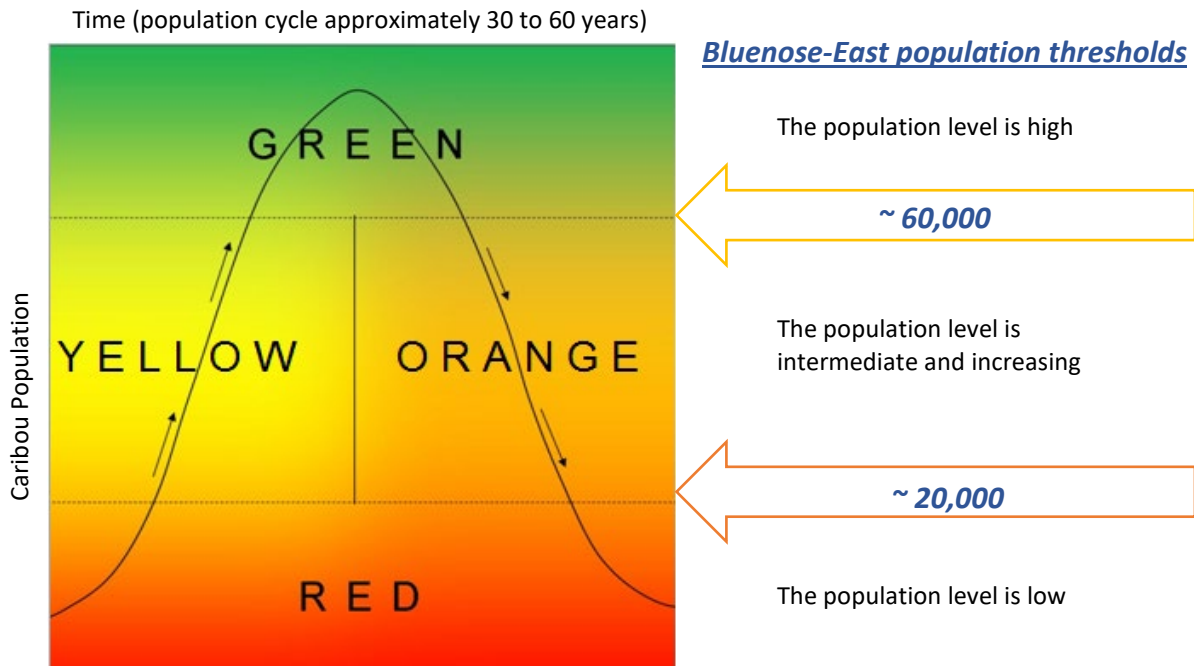 Time (population cycle approximately 30 to 60 years)
Bluenose-East population thresholds
The population level is high
GREEN
~ 60,000
Caribou Population
YELLOW
ORANGE
The population level is
intermediate and increasing
~ 20,000
RED
The population level is low